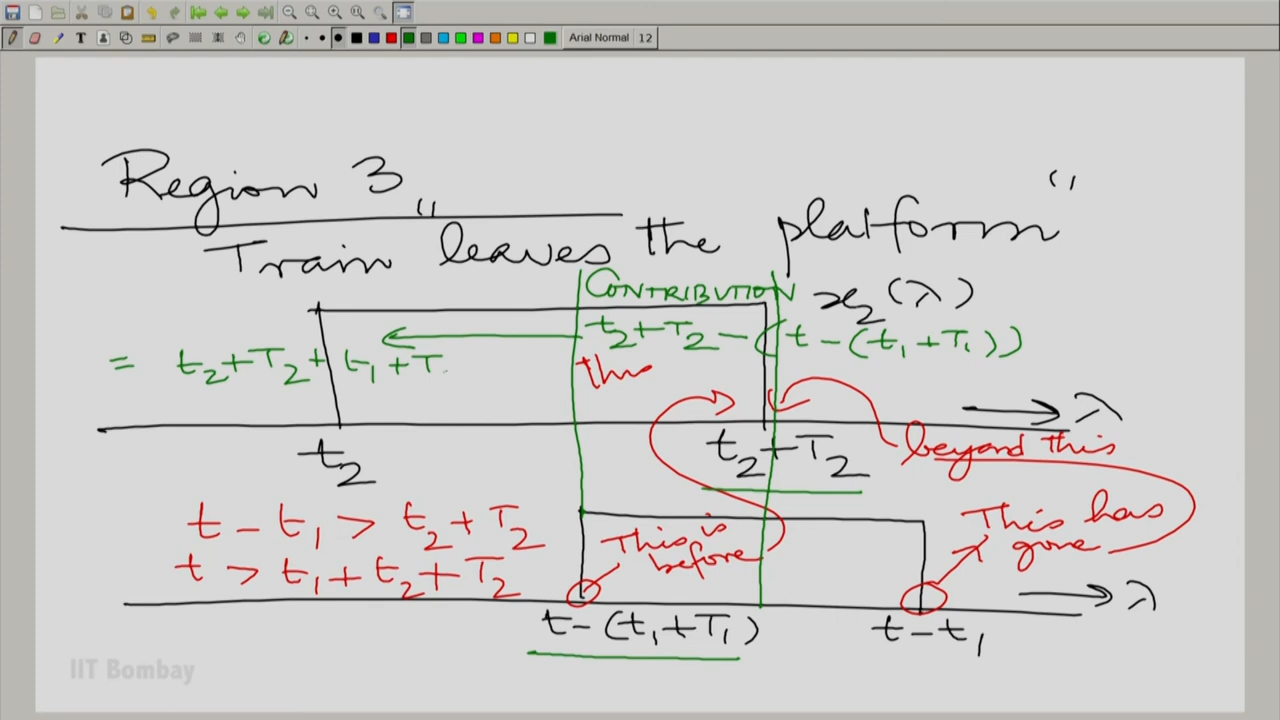 Arial Normal 12
Region 3
"Train leaves the platform"
CONTRIBUTION x₂(λ)
t₂+T₂-(t-(t₁+T₁))
= t₂+T₂+t₁+T
this
λ
t₂ t₂+T₂ beyond this
t-t₁ > t₂+T₂
This is before
This has gone
t > t₁+t₂+T₂
λ
t-(t₁+T₁) t-t₁
IIT Bombay